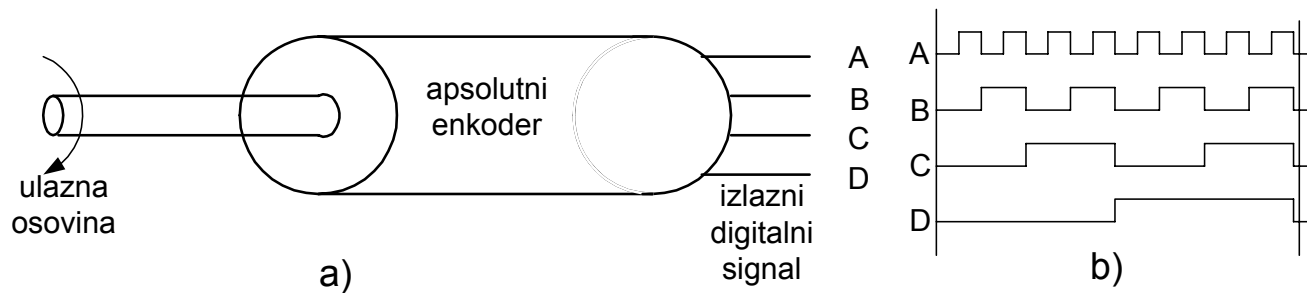 ulazna
osovina
apsolutni
enkoder
A
B
C
D
izlazni
digitalni
signal
a)
A
B
C
D
b)